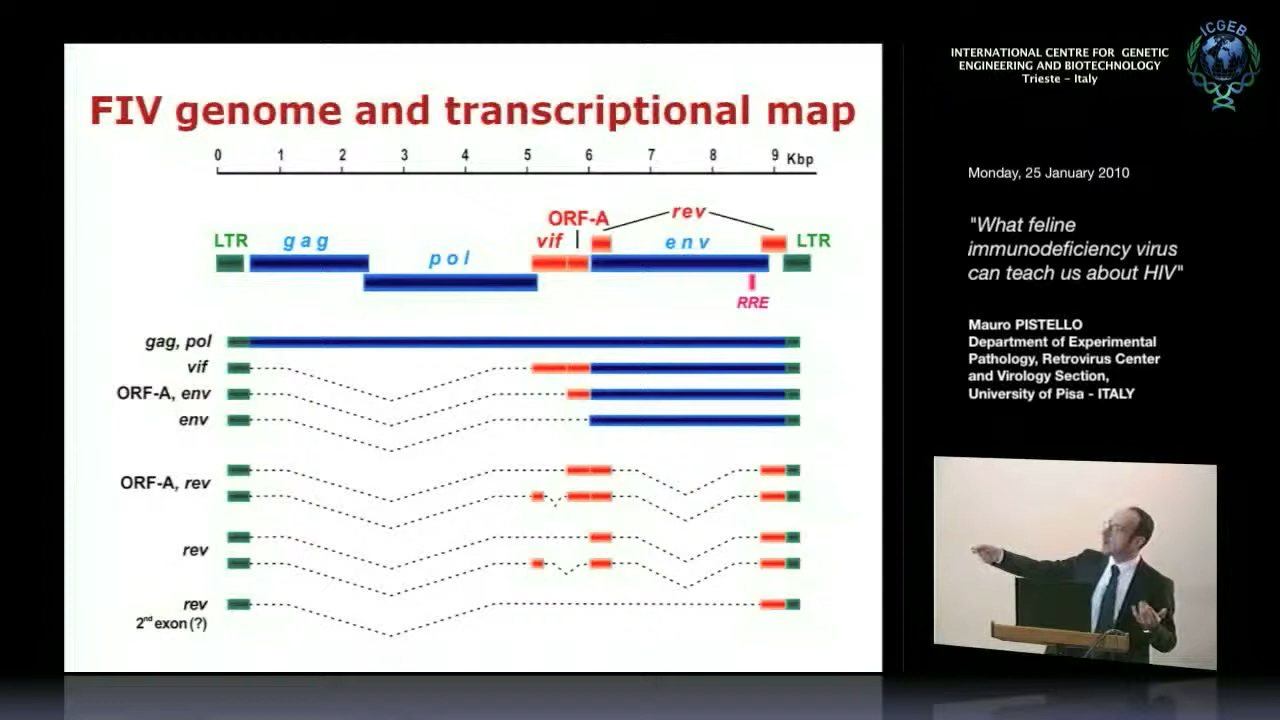 FIV genome and transcriptional map
0 1 2 3 4 5 6 7 8 9 Kbp
ORF-A rev
LTR gag vif env LTR
pol
RRE
gag, pol
vif
ORF-A, env
env
ORF-A, rev
rev
rev
2nd exon (?)
ICGEB
INTERNATIONAL CENTRE FOR GENETIC
ENGINEERING AND BIOTECHNOLOGY
Trieste - Italy
Monday, 25 January 2010
"What feline
immunodeficiency virus
can teach us about HIV"
Mauro PISTELLO
Department of Experimental
Pathology, Retrovirus Center
and Virology Section,
University of Pisa - ITALY